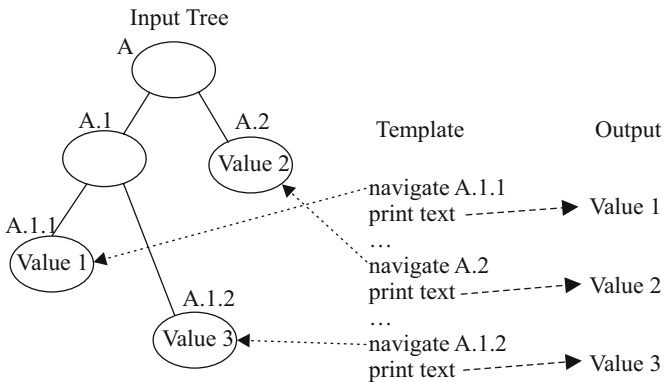 Input Tree
A
A.1
A.2
Value 2
A.1.1
Value 1
A.1.2
Value 3
Template
navigate A.1.1
print text
...
navigate A.2
print text
...
navigate A.1.2
print text
Output
Value 1
Value 2
Value 3